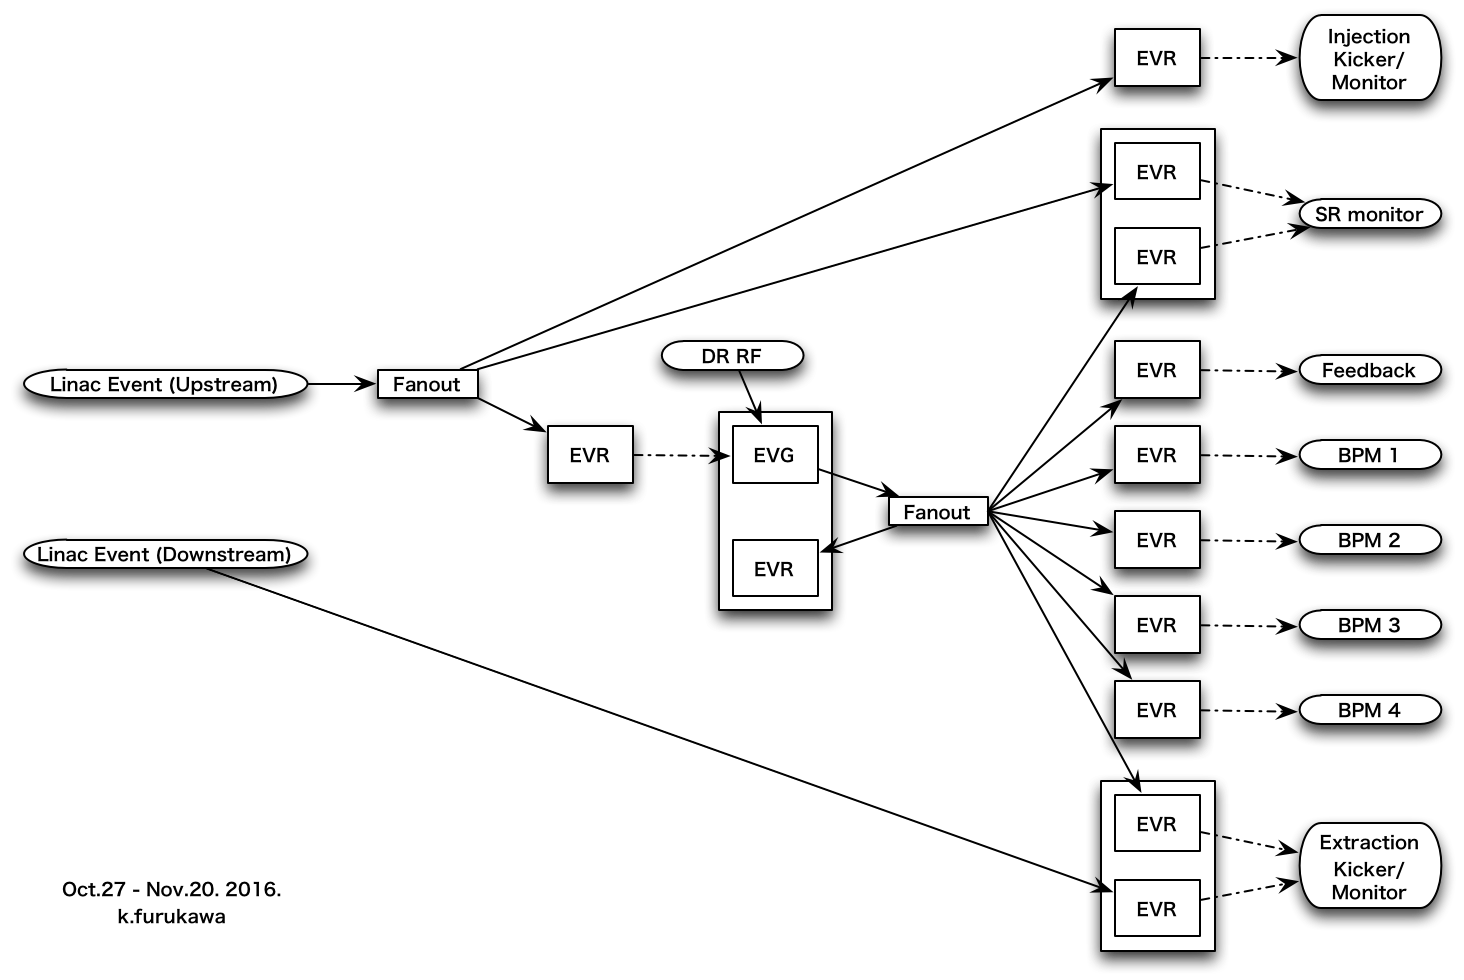 EVR
Injection
Kicker/
Monitor
EVR
SR monitor
EVR
DR RF
Linac Event (Upstream)
Fanout
EVR
Feedback
EVR
EVG
EVR
BPM 1
Fanout
Linac Event (Downstream)
EVR
EVR
BPM 2
EVR
BPM 3
EVR
BPM 4
EVR
Extraction
Kicker/
Monitor
EVR
Oct.27 - Nov.20. 2016.
k.furukawa